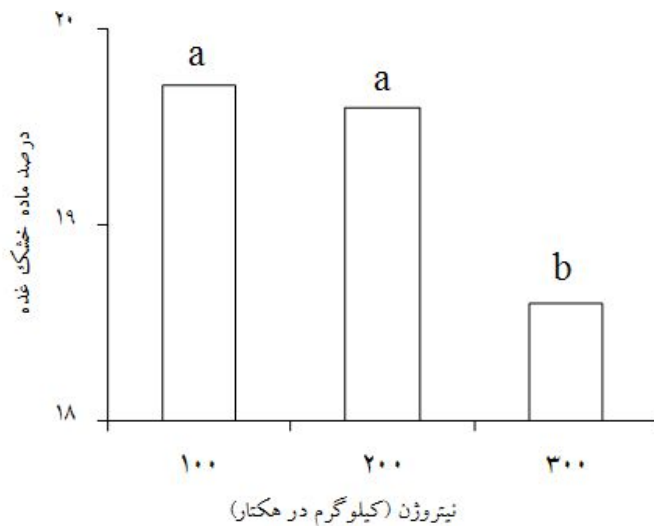 ۲۰
a
a
۱۹
b
۱۸
درصد ماده خشک غده
۱۰۰
۲۰۰
۳۰۰
نیتروژن (کیلوگرم در هکتار)